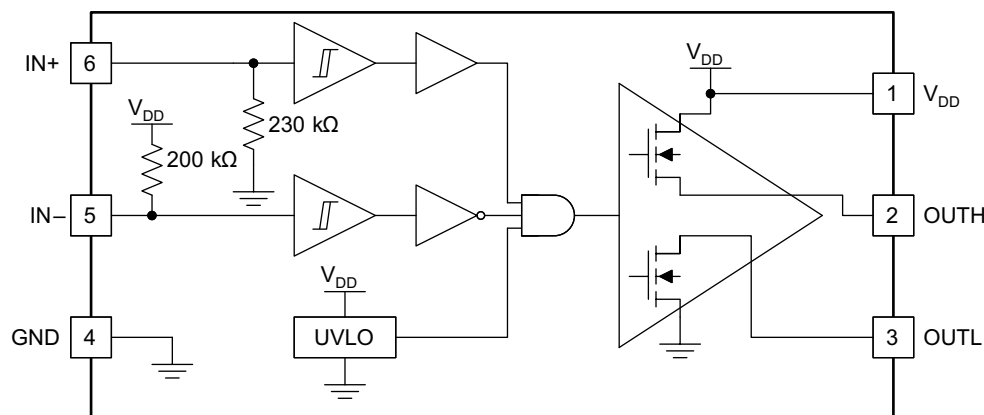 IN+
6
V_DD
230 kΩ
200 kΩ
IN–
5
GND
4
V_DD
UVLO
V_DD
1
V_DD
2
OUTH
3
OUTL